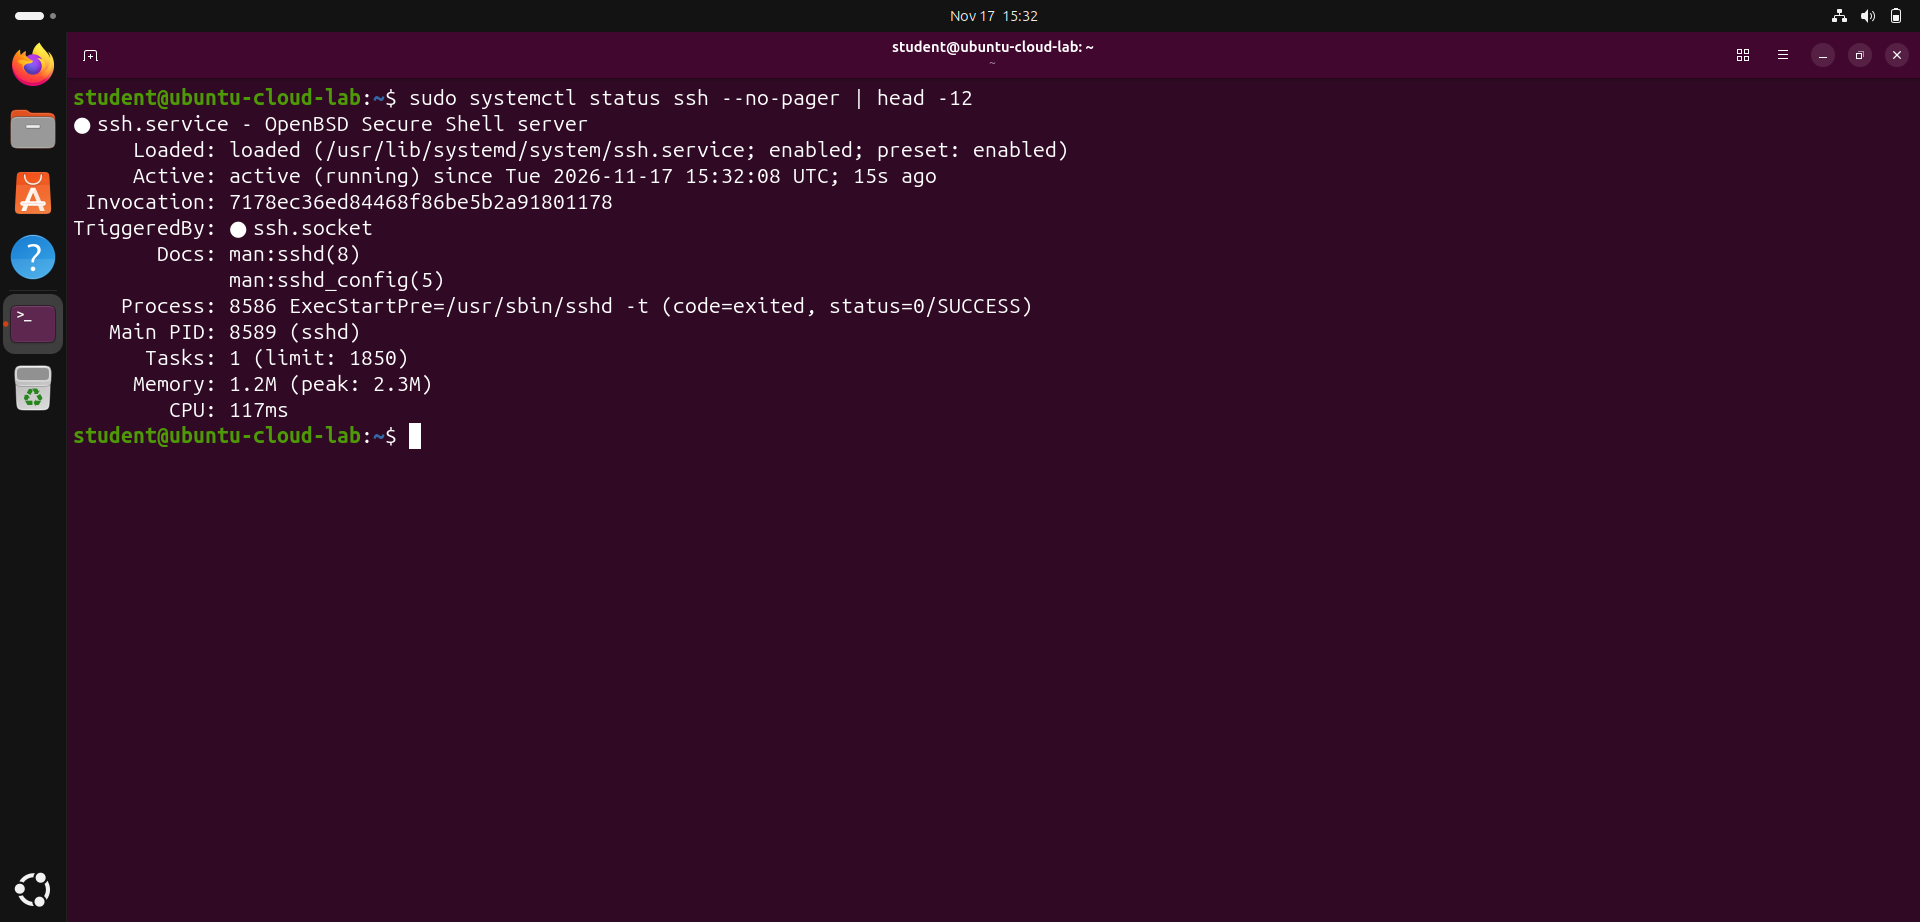 Nov 17 15:32
student@ubuntu-cloud-lab: ~
~
student@ubuntu-cloud-lab:~$ sudo systemctl status ssh --no-pager | head -12
● ssh.service - OpenBSD Secure Shell server
Loaded: loaded (/usr/lib/systemd/system/ssh.service; enabled; preset: enabled)
Active: active (running) since Tue 2026-11-17 15:32:08 UTC; 15s ago
Invocation: 7178ec36ed84468f86be5b2a91801178
TriggeredBy: ● ssh.socket
Docs: man:sshd(8)
man:sshd_config(5)
Process: 8586 ExecStartPre=/usr/sbin/sshd -t (code=exited, status=0/SUCCESS)
Main PID: 8589 (sshd)
Tasks: 1 (limit: 1850)
Memory: 1.2M (peak: 2.3M)
CPU: 117ms
student@ubuntu-cloud-lab:~$